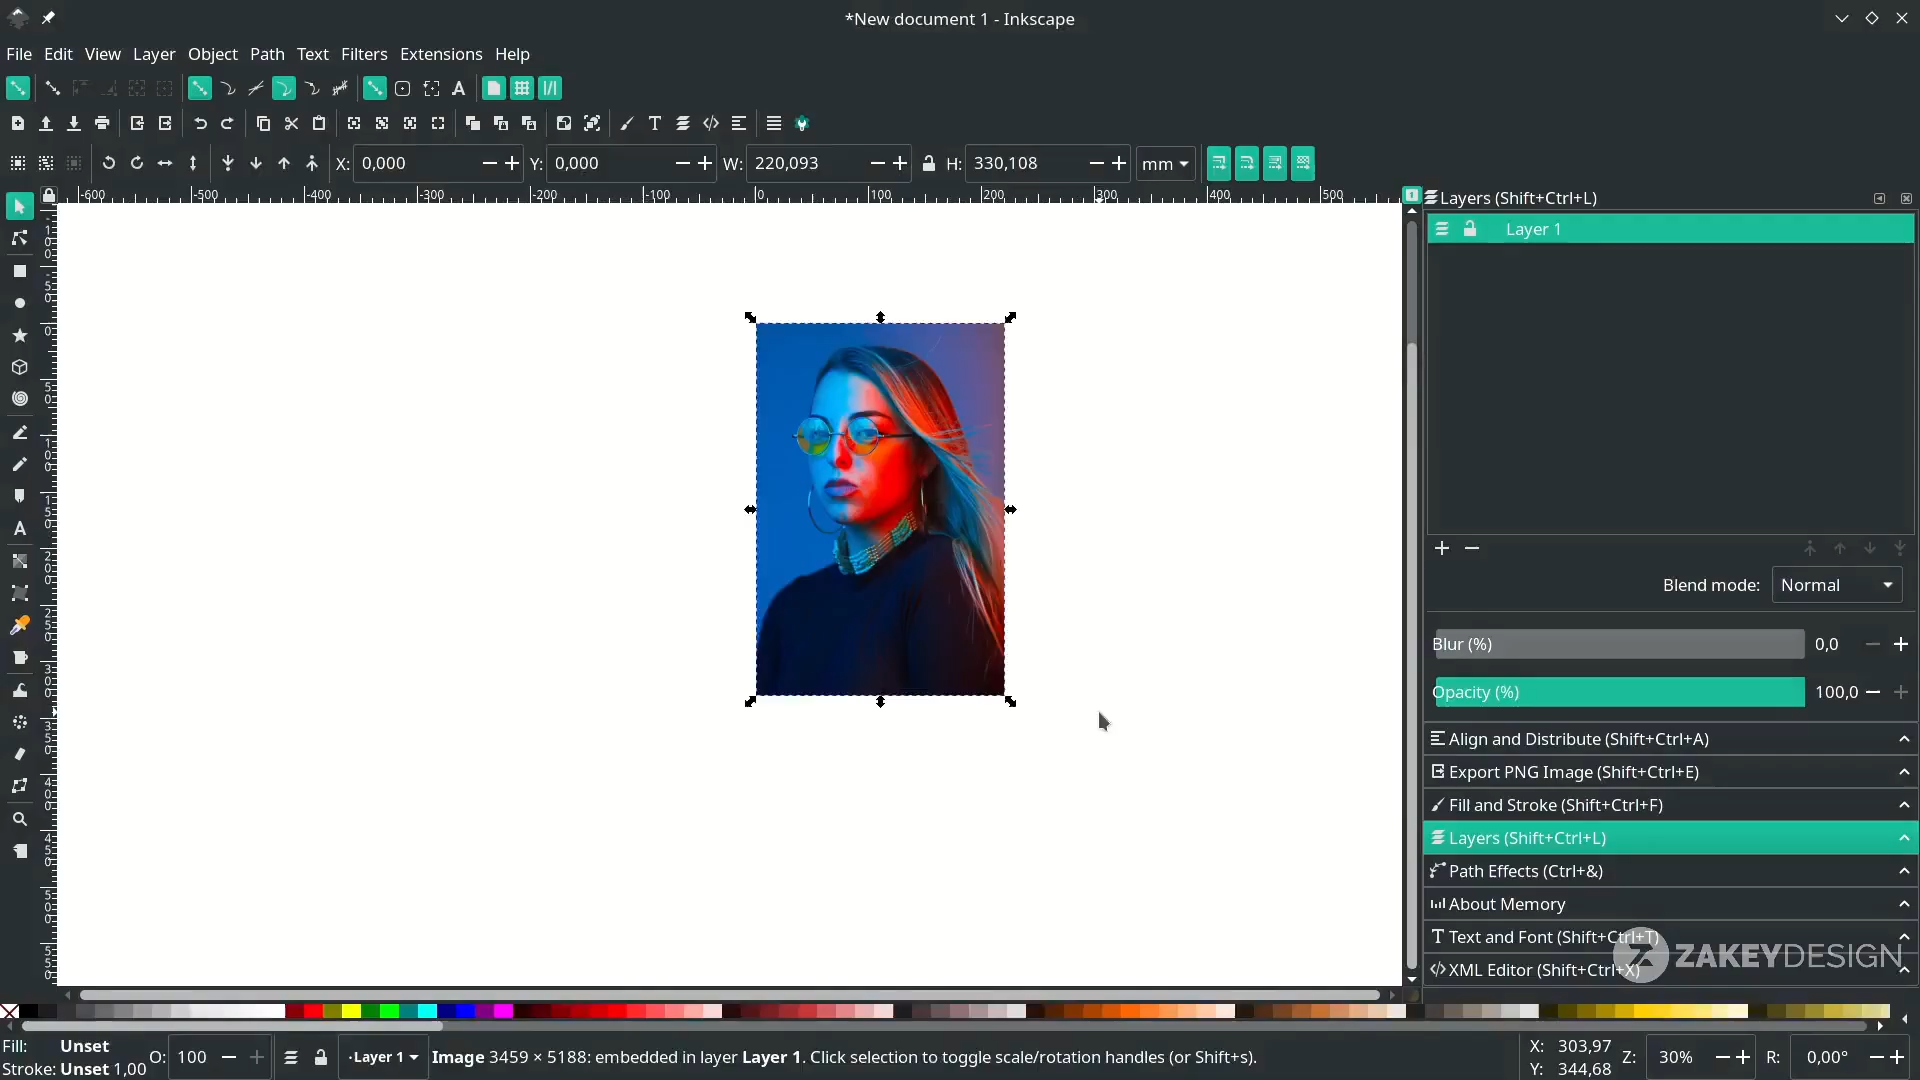 *New document 1 - Inkscape
File Edit View Layer Object Path Text Filters Extensions Help
X: 0,000 Y: 0,000 W: 220,093 H: 330,108 mm
-600 -500 -400 -300 -200 -100 0 100 200 300 400 500
Layers (Shift+Ctrl+L)
Layer 1
Blend mode: Normal
Blur (%) 0,0
Opacity (%) 100,0
Align and Distribute (Shift+Ctrl+A)
Export PNG Image (Shift+Ctrl+E)
Fill and Stroke (Shift+Ctrl+F)
Layers (Shift+Ctrl+L)
Path Effects (Ctrl+&)
About Memory
Text and Font (Shift+Ctrl+T)
ZAKEYDESIGN
XML Editor (Shift+Ctrl+X)
Fill: Unset
Stroke: Unset 1,00
O: 100
Layer 1
Image 3459 × 5188: embedded in layer Layer 1. Click selection to toggle scale/rotation handles (or Shift+s).
X: 303,97
Y: 344,68
Z: 30%
R: 0,00°